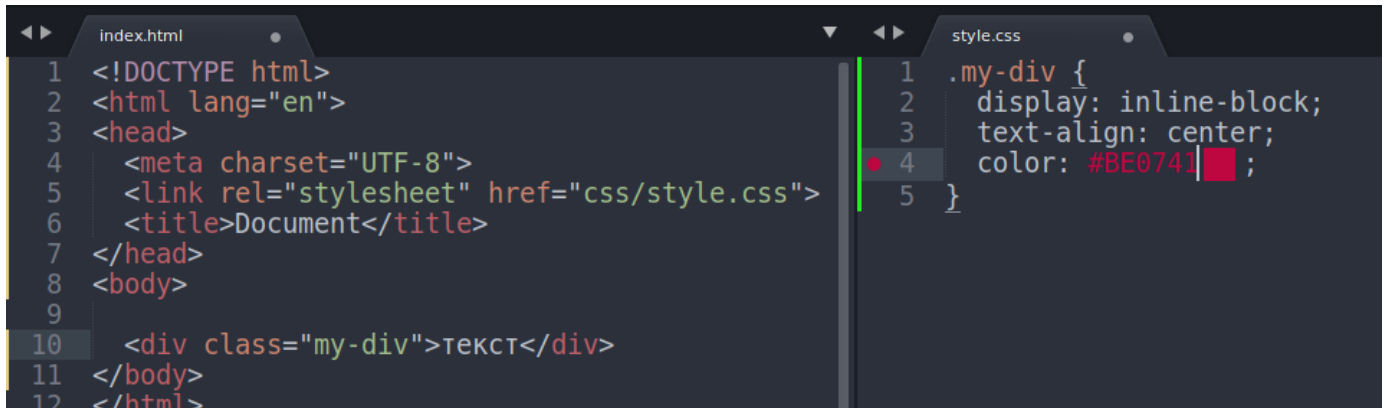 index.html
1 <!DOCTYPE html>
2 <html lang="en">
3 <head>
4 <meta charset="UTF-8">
5 <link rel="stylesheet" href="css/style.css">
6 <title>Document</title>
7 </head>
8 <body>
9
10 <div class="my-div">текст</div>
11 </body>
12 </html>
style.css
1 .my-div {
2 display: inline-block;
3 text-align: center;
4 color: #BE0741 ;
5 }